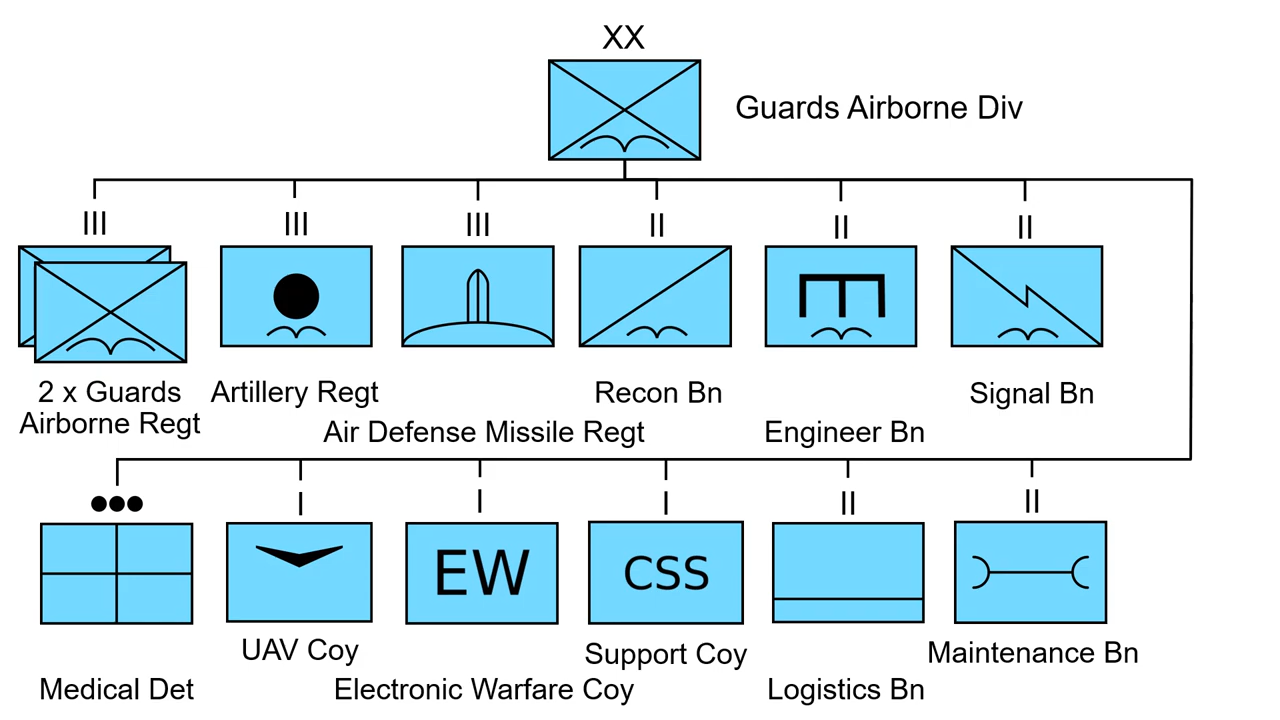 XX
Guards Airborne Div
III III III II II II
2 x Guards
Airborne Regt
Artillery Regt
Air Defense Missile Regt
Recon Bn
Engineer Bn
Signal Bn
●●● I I I II II
EW
CSS
Medical Det
UAV Coy
Electronic Warfare Coy
Support Coy
Logistics Bn
Maintenance Bn